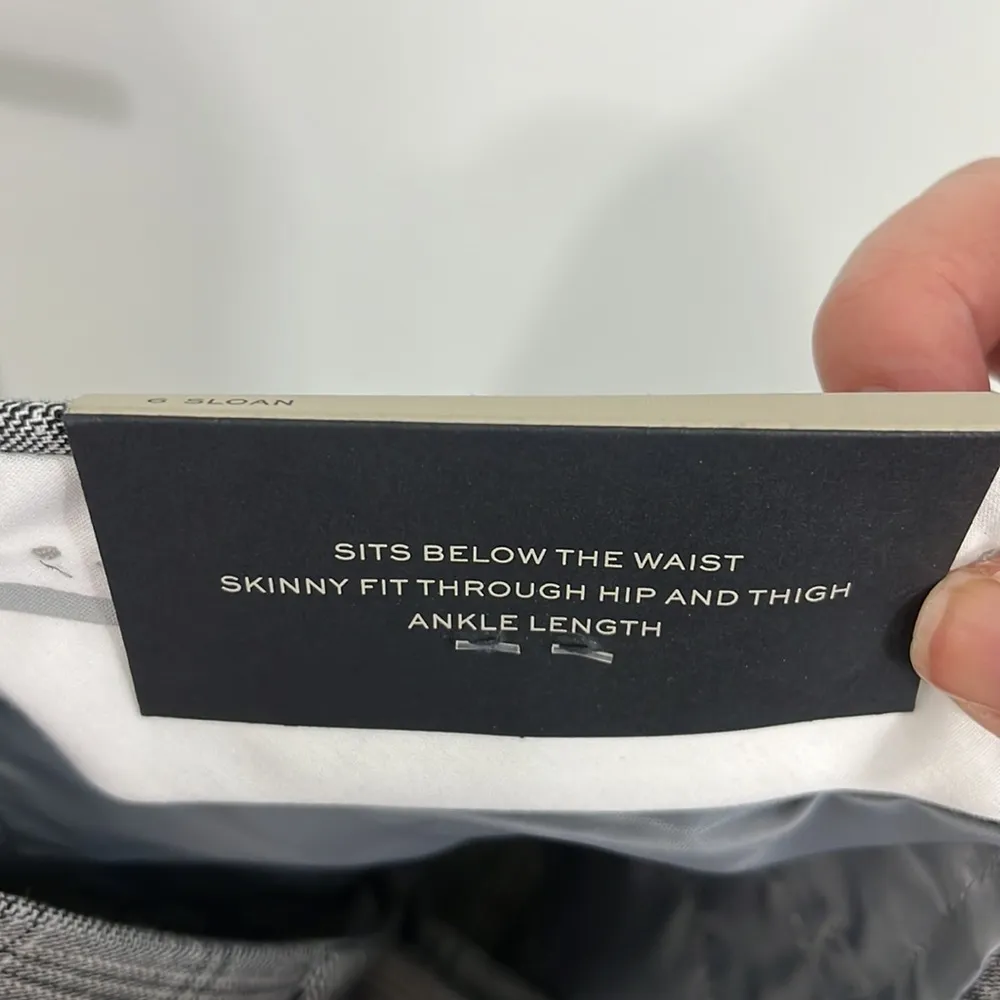 6 SLOAN
SITS BELOW THE WAIST
SKINNY FIT THROUGH HIP AND THIGH
ANKLE LENGTH